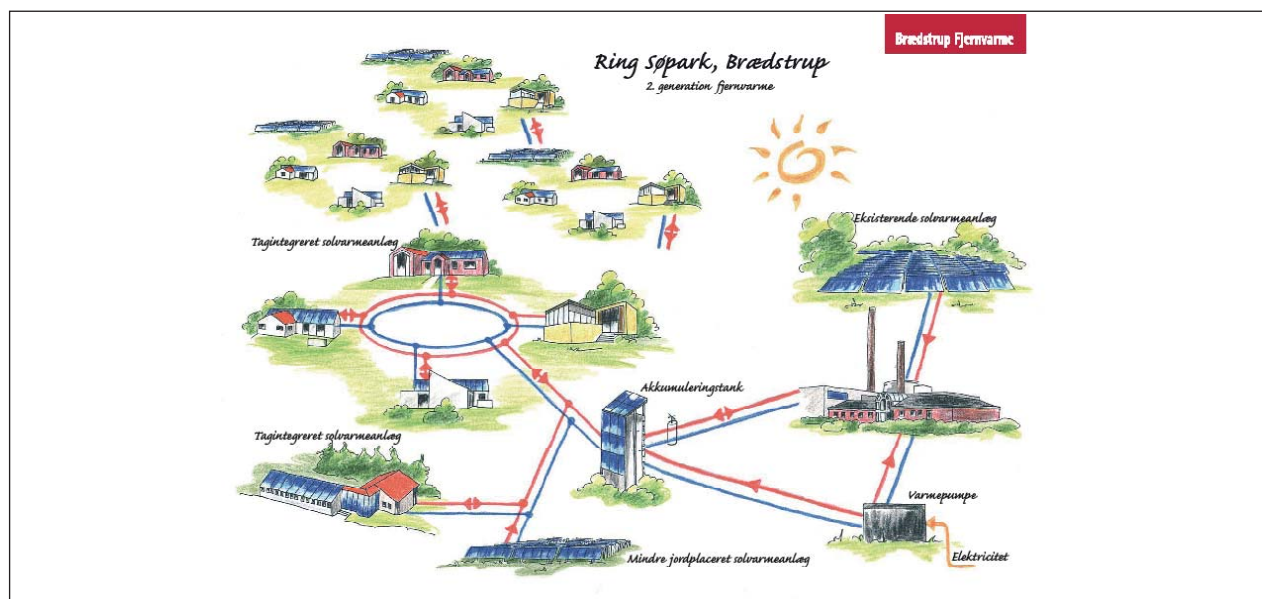 Brædstrup Fjernvarme
Ring Søpark, Brædstrup
2. generation fjernvarme
Eksisterende solvarmeanlæg
Tagintegreret solvarmeanlæg
Akkumuleringstank
Tagintegreret solvarmeanlæg
Varmepumpe
Mindre jordplaceret solvarmeanlæg
Elektricitet